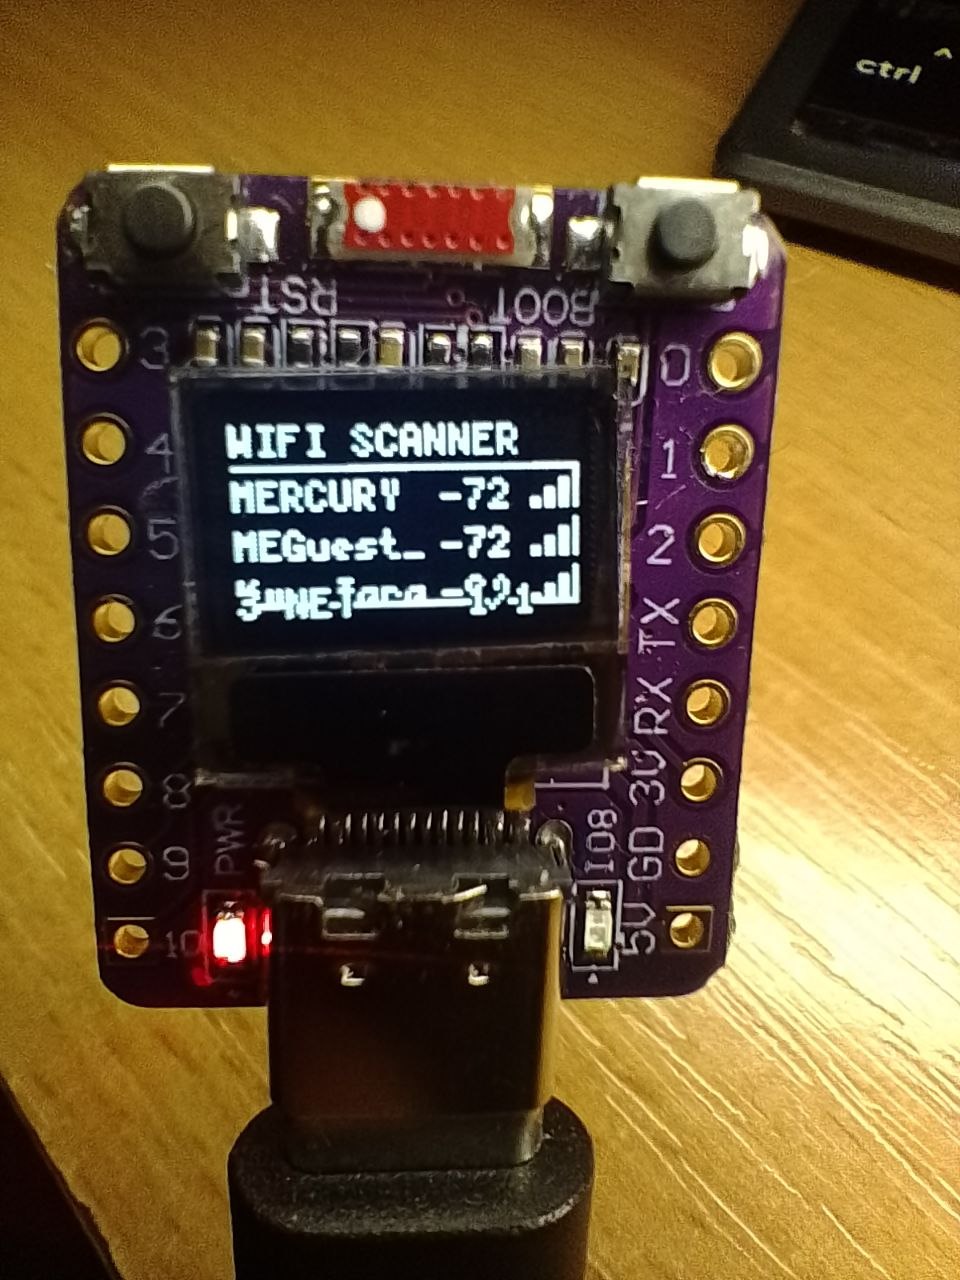 ctrl ^
RST BOOT
3 0
4 1
5 2
6 TX
7 RX
8 3V
9 GD
10 5V
PWR IO8
WIFI SCANNER
MERCURY -72
MEGuest_ -72